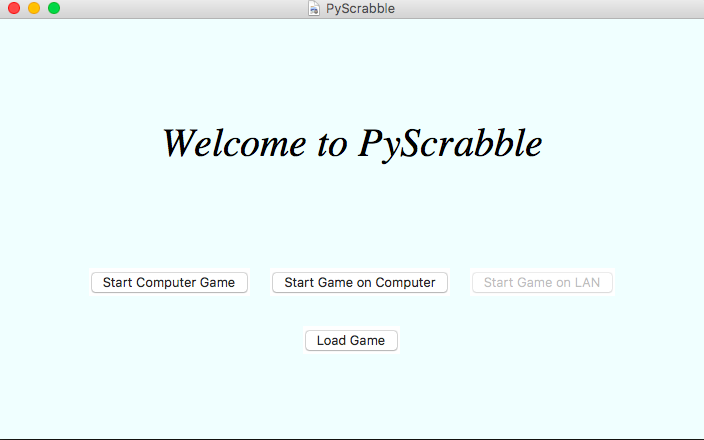 PyScrabble
Welcome to PyScrabble
Start Computer Game
Start Game on Computer
Start Game on LAN
Load Game